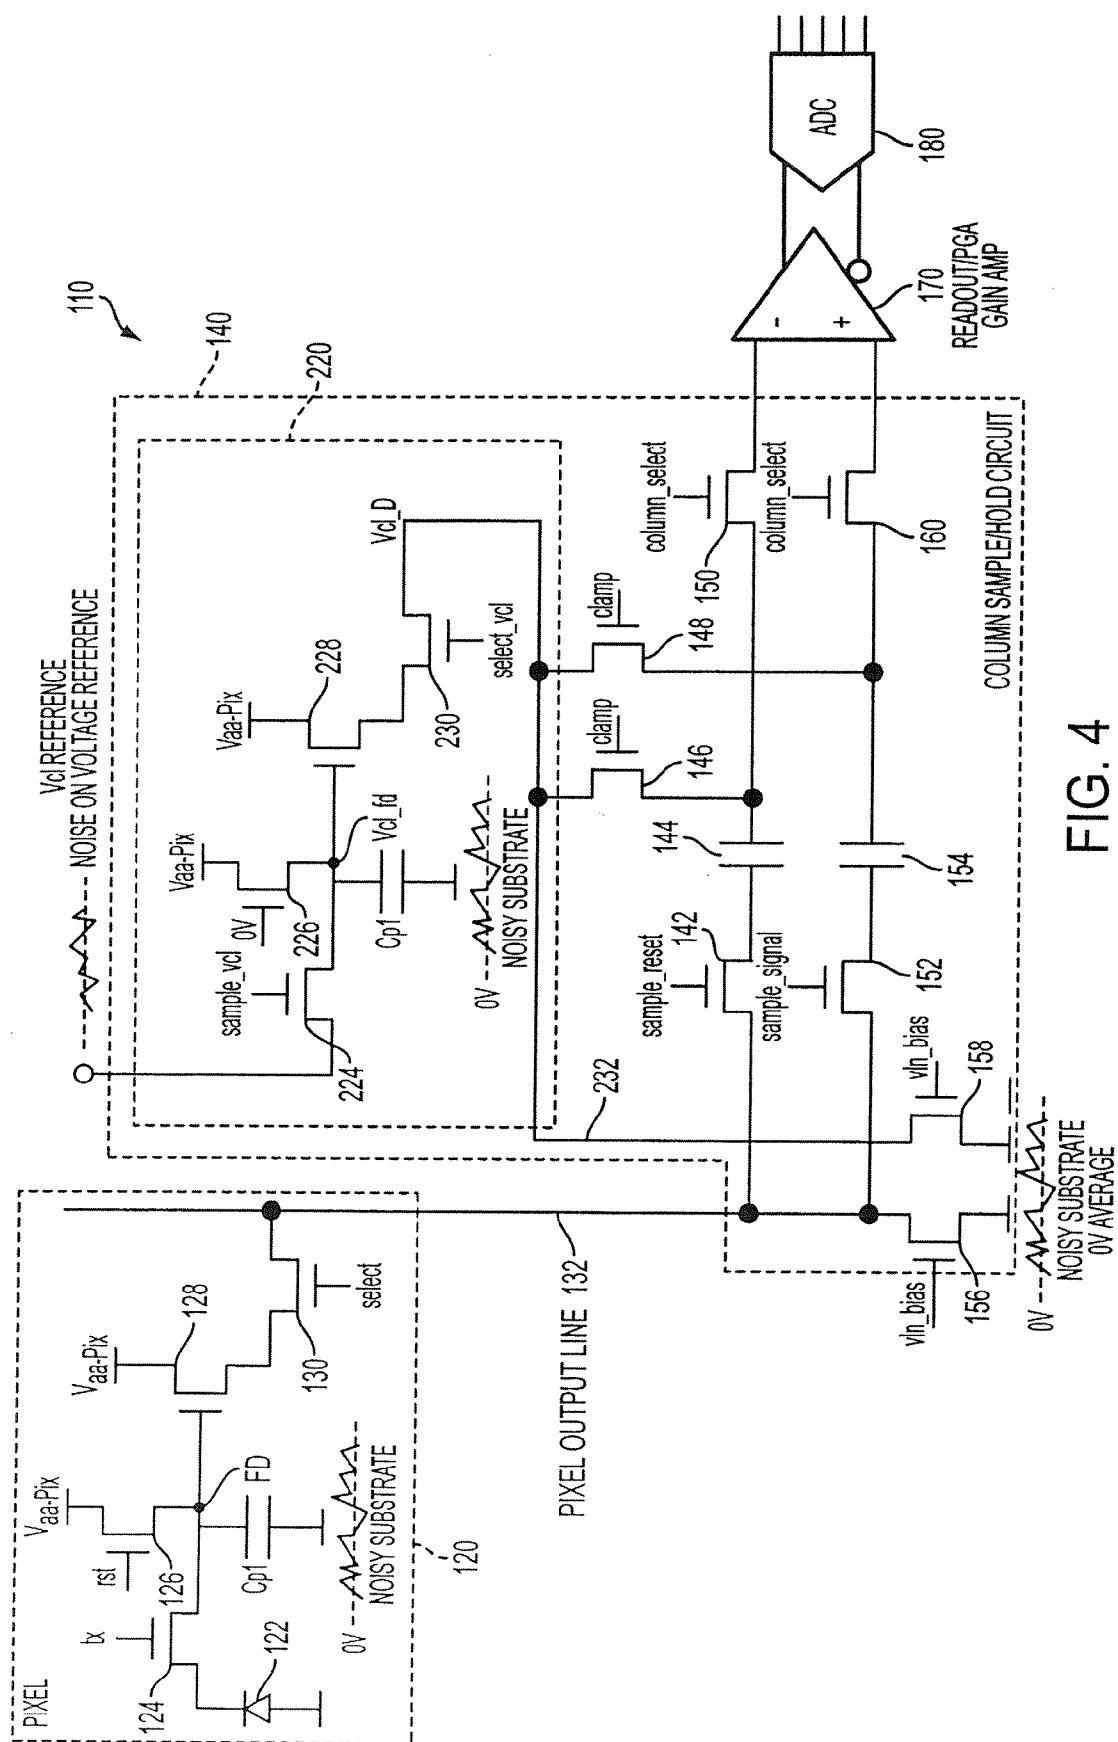 PIXEL
tx
124
122
rst
Vaa-Pix
126
FD
Cp1
0V
NOISY SUBSTRATE
Vaa-Pix
128
130
select
120
PIXEL OUTPUT LINE 132
Vcl REFERENCE
NOISE ON VOLTAGE REFERENCE
110
140
220
sample_vcl
224
0V
Vaa-Pix
226
Vcl_fd
Cp1
0V
NOISY SUBSTRATE
Vaa-Pix
228
230
select_vcl
Vcl_D
232
clamp
146
clamp
148
sample_reset
142
144
column_select
150
sample_signal
152
154
column_select
160
vln_bias
156
vln_bias
158
0V
NOISY SUBSTRATE
0V AVERAGE
COLUMN SAMPLE/HOLD CIRCUIT
-
+
170
READOUT/PGA
GAIN AMP
ADC
180
FIG. 4